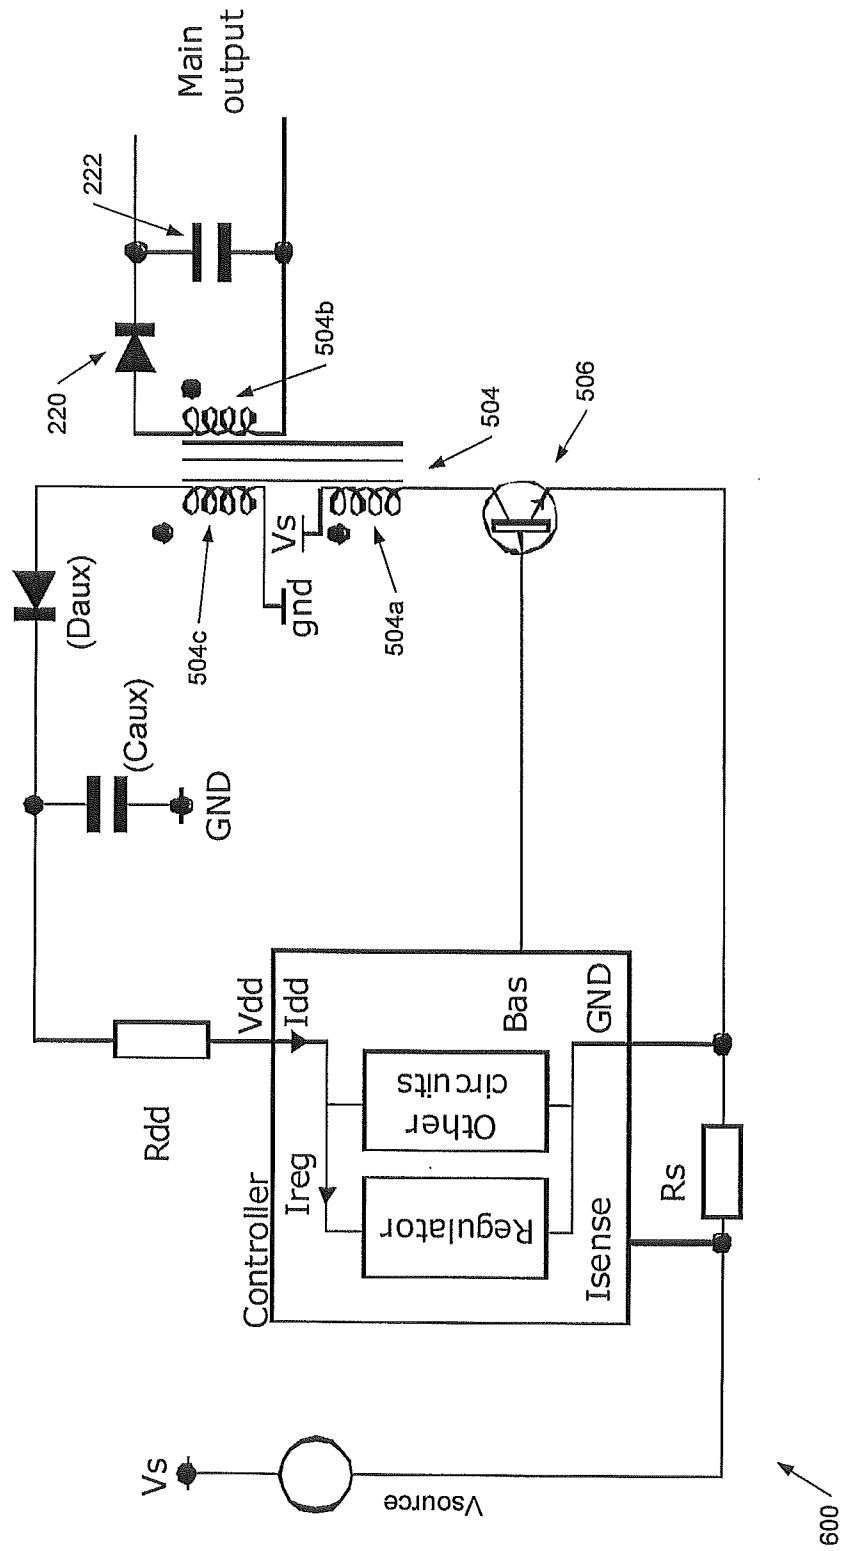 Main
output
222
220
504b
504
506
(Daux)
504c
Vs
gnd
504a
(Caux)
GND
Rdd
Vdd
Idd
Bas
GND
Other
circuits
Ireg
Regulator
Controller
Isense
Rs
Vs
Vsource
600